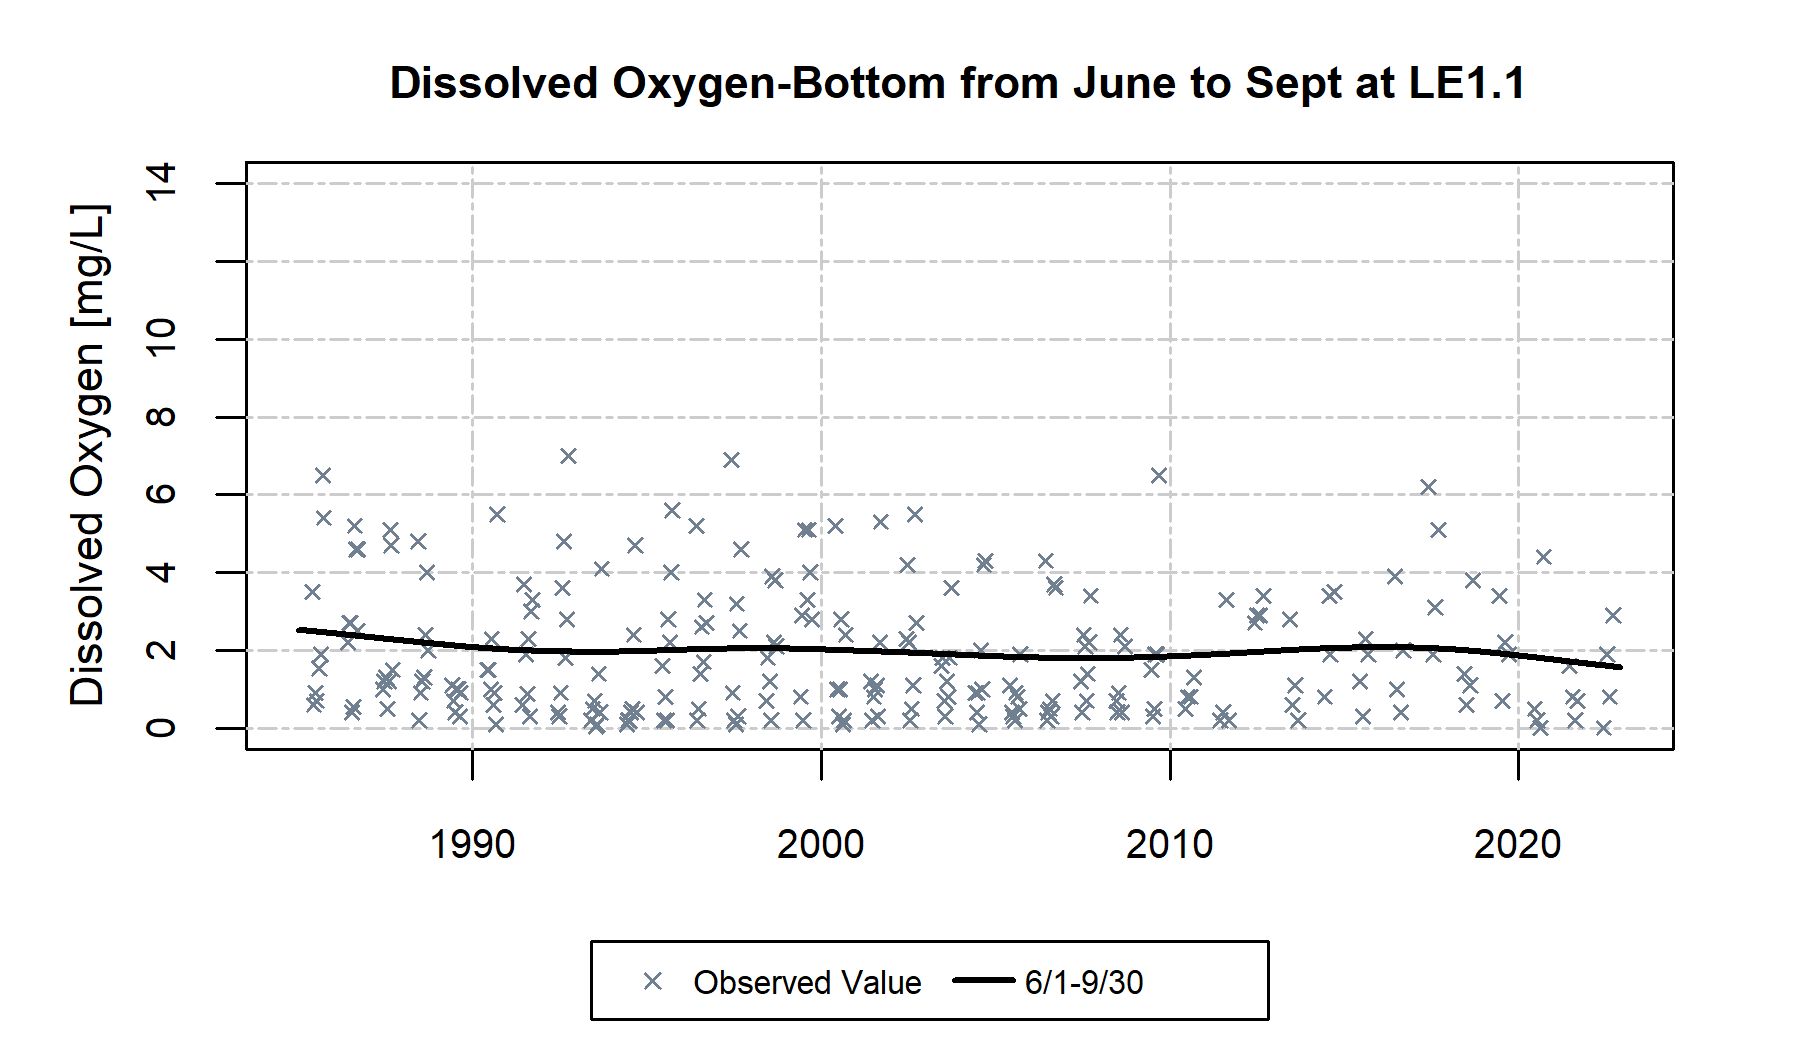 Dissolved Oxygen-Bottom from June to Sept at LE1.1
Dissolved Oxygen [mg/L]
14
10
8
6
4
2
0
1990 2000 2010 2020
Observed Value 6/1-9/30